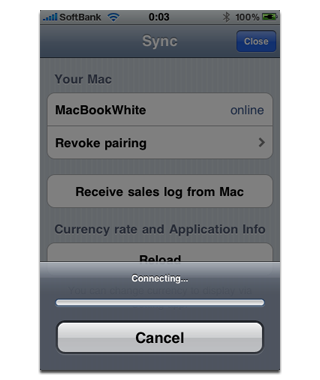 SoftBank 0:03 100%
Sync Close
Your Mac
MacBookWhite online
Revoke pairing
Receive sales log from Mac
Currency rate and Application Info
Reload
Connecting...
Cancel